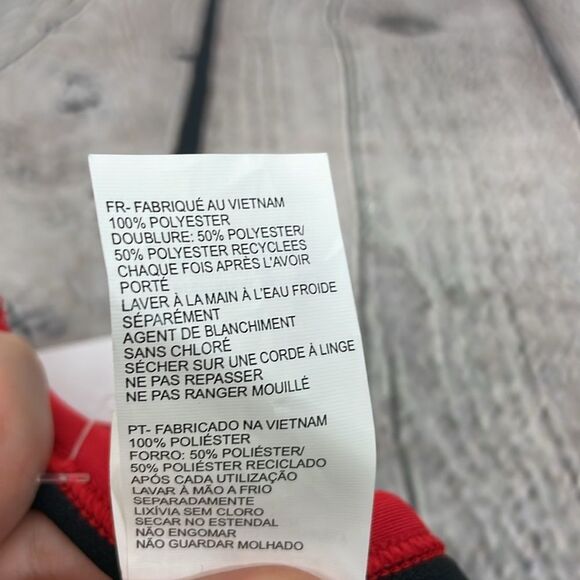 FR- FABRIQUÉ AU VIETNAM
100% POLYESTER
DOUBLURE: 50% POLYESTER/
50% POLYESTER RECYCLEES
CHAQUE FOIS APRÈS L'AVOIR
PORTÉ
LAVER À LA MAIN À L'EAU FROIDE
SÉPARÉMENT
AGENT DE BLANCHIMENT
SANS CHLORÉ
SÉCHER SUR UNE CORDE À LINGE
NE PAS REPASSER
NE PAS RANGER MOUILLÉ
PT- FABRICADO NA VIETNAM
100% POLIÉSTER
FORRO: 50% POLIÉSTER/
50% POLIÉSTER RECICLADO
APÓS CADA UTILIZAÇÃO
LAVAR À MÃO A FRIO
SEPARADAMENTE
LIXÍVIA SEM CLORO
SECAR NO ESTENDAL
NÃO ENGOMAR
NÃO GUARDAR MOLHADO